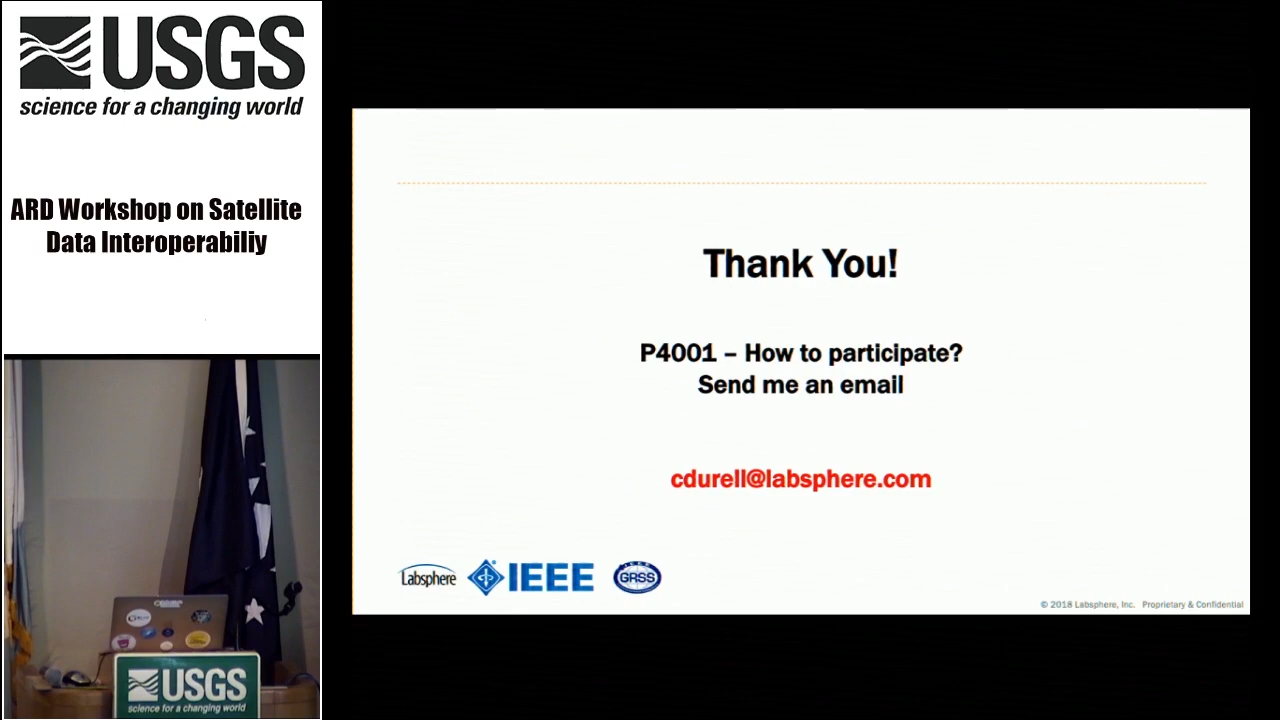 USGS
science for a changing world
ARD Workshop on Satellite
Data Interoperabiliy
Thank You!
P4001 – How to participate?
Send me an email
cdurell@labsphere.com
Labsphere
IEEE
GRSS
© 2018 Labsphere, Inc. Proprietary & Confidential
USGS
science for a changing world